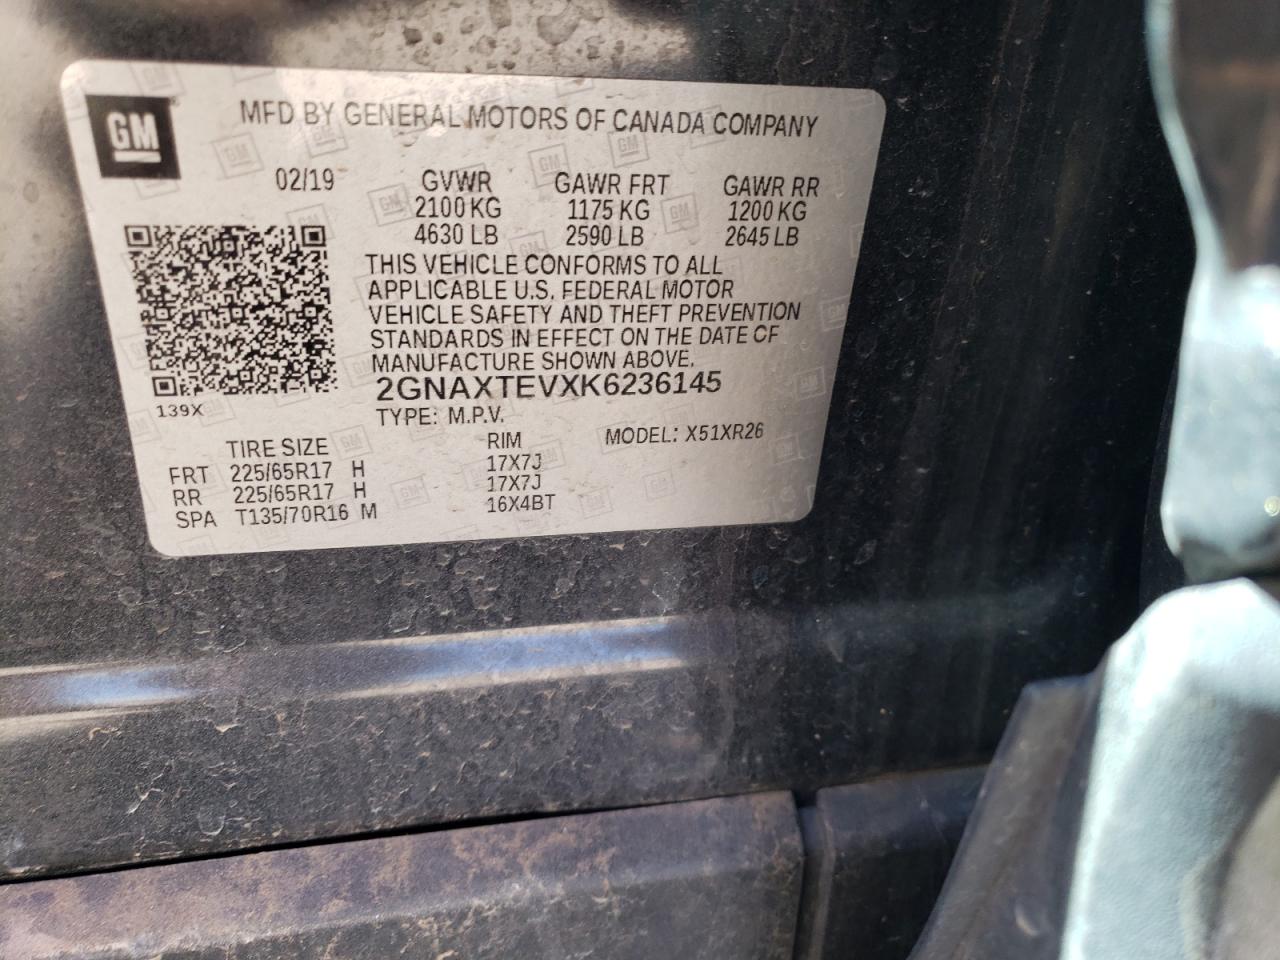 GM
MFD BY GENERAL MOTORS OF CANADA COMPANY
02/19 GVWR GAWR FRT GAWR RR
2100 KG 1175 KG 1200 KG
4630 LB 2590 LB 2645 LB
THIS VEHICLE CONFORMS TO ALL
APPLICABLE U.S. FEDERAL MOTOR
VEHICLE SAFETY AND THEFT PREVENTION
STANDARDS IN EFFECT ON THE DATE OF
MANUFACTURE SHOWN ABOVE.
2GNAXTEVXK6236145
139X
TYPE: M.P.V.
TIRE SIZE RIM MODEL: X51XR26
FRT 225/65R17 H 17X7J
RR 225/65R17 H 17X7J
SPA T135/70R16 M 16X4BT